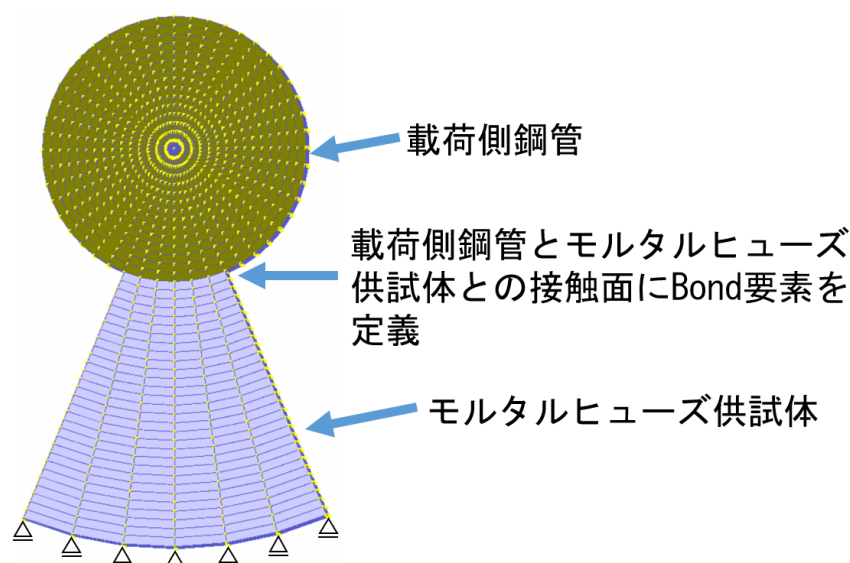 載荷側鋼管
載荷側鋼管とモルタルヒューズ
供試体との接触面にBond要素を
定義
モルタルヒューズ供試体